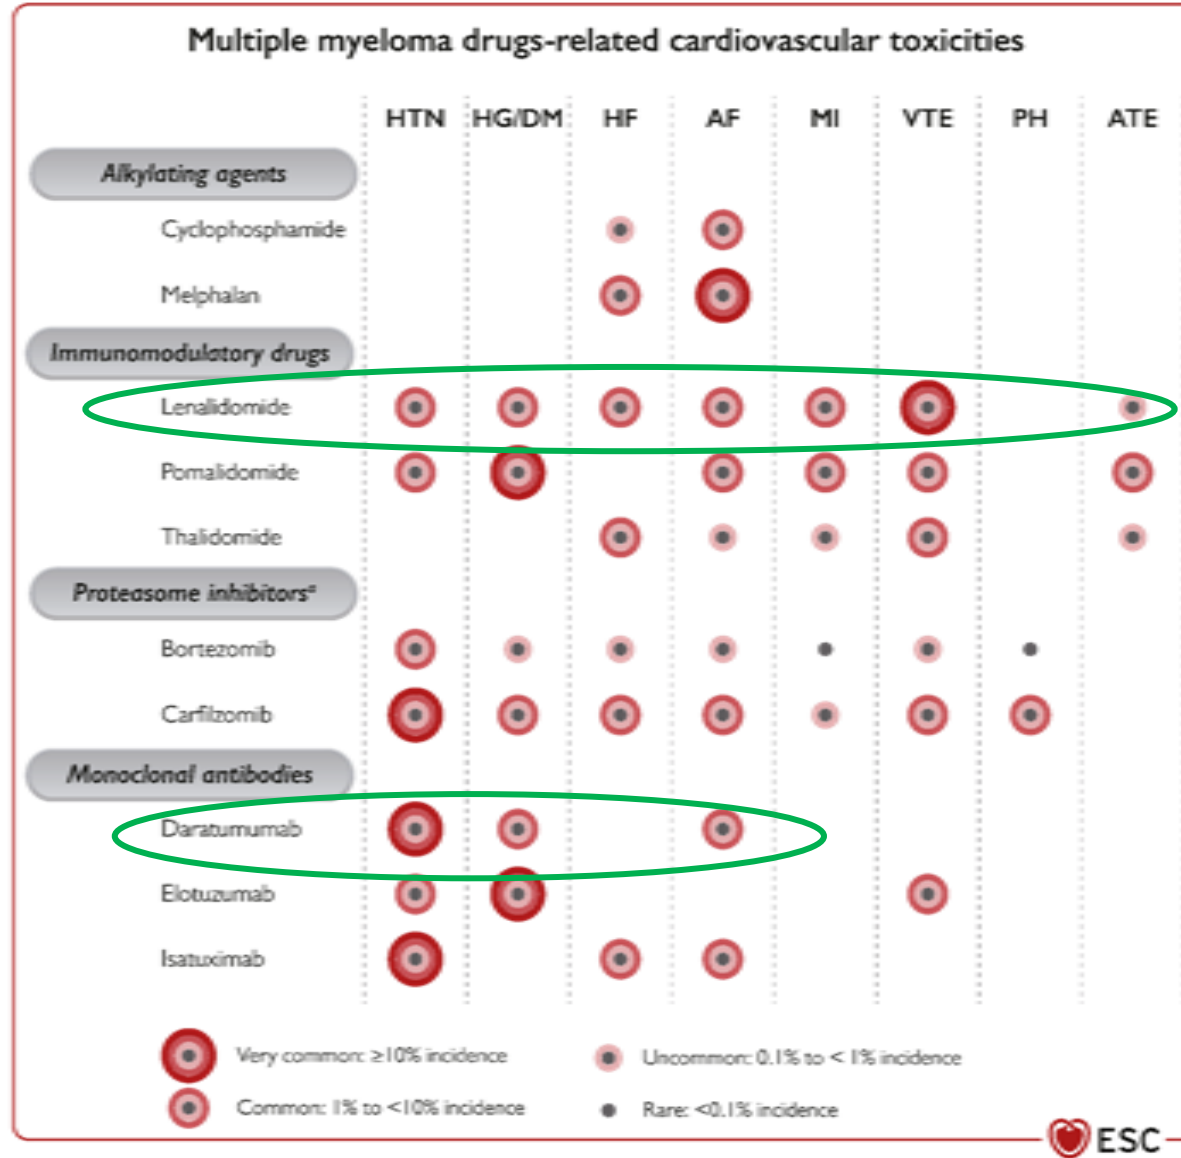 Multiple myeloma drugs-related cardiovascular toxicities
HTN HG/DM HF AF MI VTE PH ATE
Alkylating agents
Cyclophosphamide
Melphalan
Immunomodulatory drugs
Lenalidomide
Pomalidomide
Thalidomide
Proteasome inhibitorsᵃ
Bortezomib
Carfilzomib
Monoclonal antibodies
Daratumumab
Elotuzumab
Isatuximab
Very common: ≥10% incidence
Uncommon: 0.1% to < 1% incidence
Common: 1% to <10% incidence
Rare: <0.1% incidence
ESC